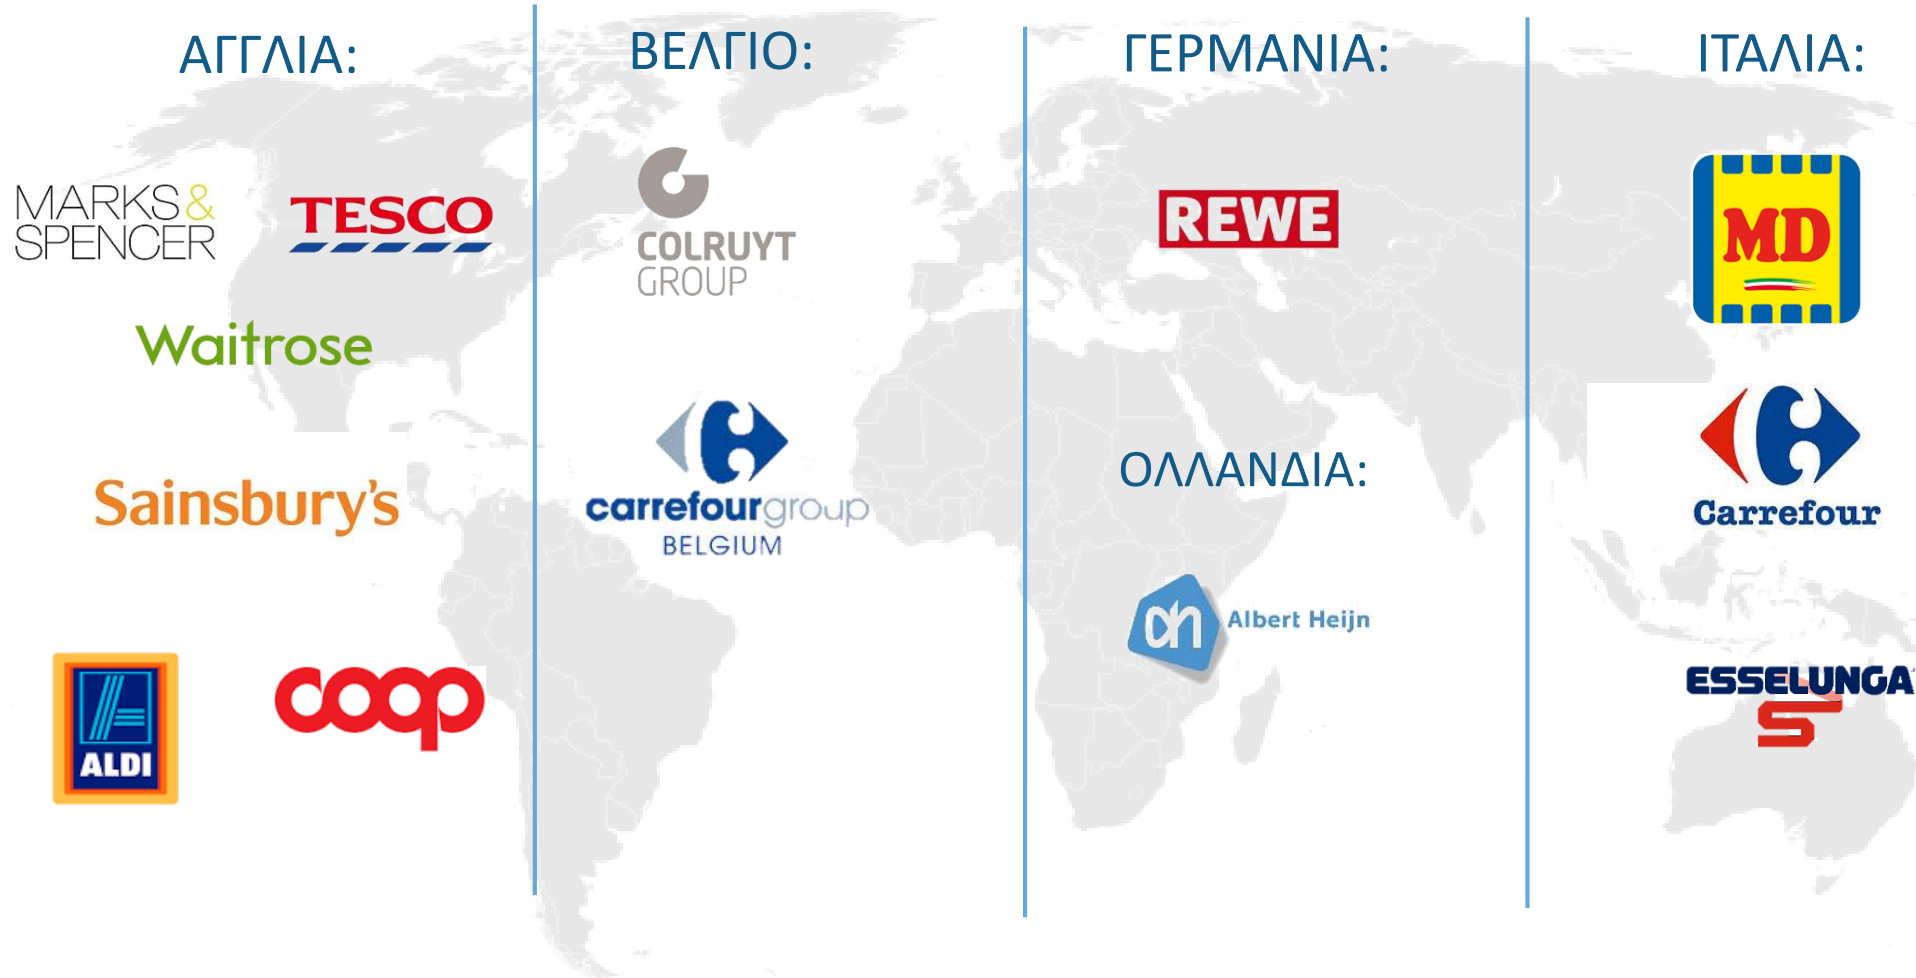 ΑΓΓΛΙΑ:
MARKS &
SPENCER
TESCO
Waitrose
Sainsbury's
ALDI
coop
ΒΕΛΓΙΟ:
COLRUYT
GROUP
carrefourgroup
BELGIUM
ΓΕΡΜΑΝΙΑ:
REWE
ΟΛΛΑΝΔΙΑ:
ah
Albert Heijn
ΙΤΑΛΙΑ:
MD
Carrefour
ESSELUNGA
S